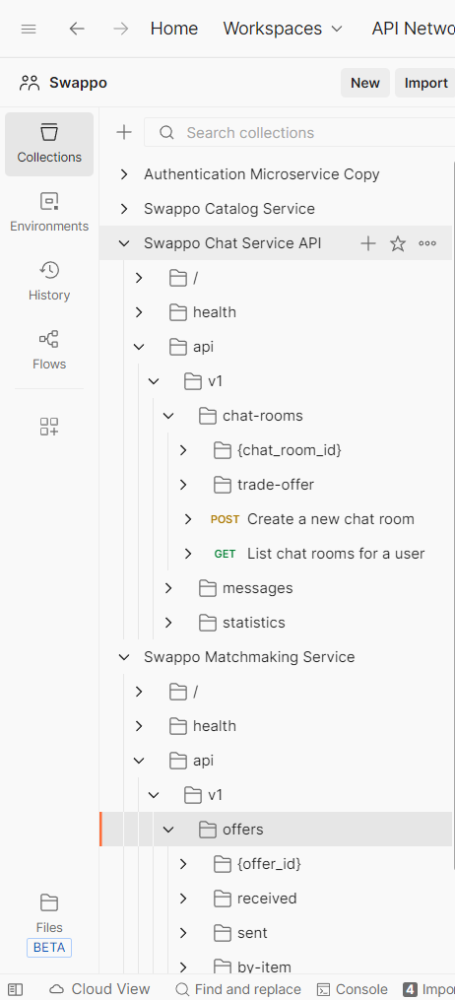 Home Workspaces API Netwo
Swappo New Import
Collections
Environments
History
Flows
Files
BETA
Search collections
Authentication Microservice Copy
Swappo Catalog Service
Swappo Chat Service API
/
health
api
v1
chat-rooms
{chat_room_id}
trade-offer
POST Create a new chat room
GET List chat rooms for a user
messages
statistics
Swappo Matchmaking Service
/
health
api
v1
offers
{offer_id}
received
sent
by-item
Cloud View Find and replace Console 4 Impo